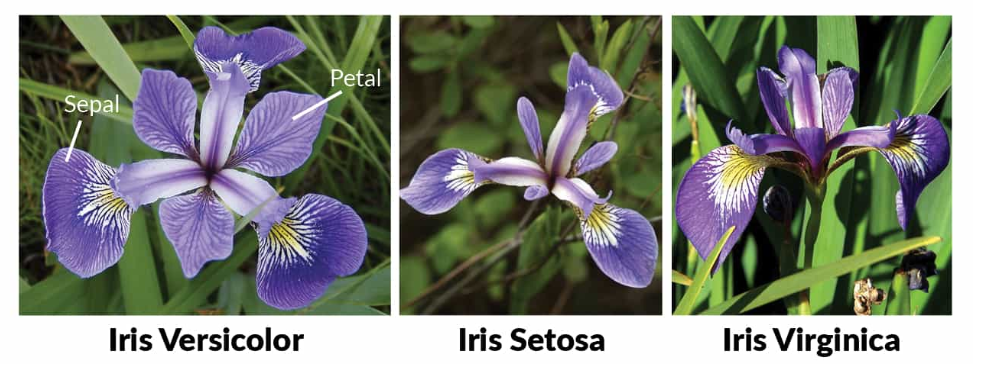 Petal
Sepal
Iris Versicolor
Iris Setosa
Iris Virginica